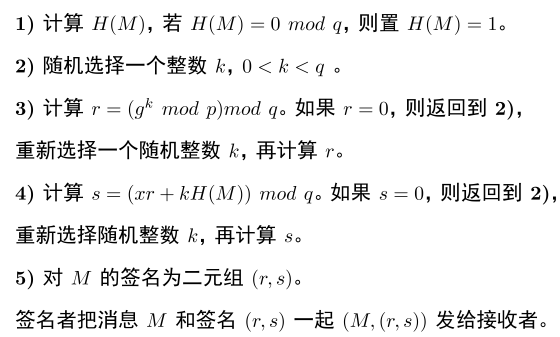 1) 计算 H(M), 若 H(M) = 0 mod q, 则置 H(M) = 1。
2) 随机选择一个整数 k, 0 < k < q 。
3) 计算 r = (g^k mod p)mod q。如果 r = 0, 则返回到 2),
重新选择一个随机整数 k, 再计算 r。
4) 计算 s = (xr + kH(M)) mod q。如果 s = 0, 则返回到 2),
重新选择随机整数 k, 再计算 s。
5) 对 M 的签名为二元组 (r, s)。
签名者把消息 M 和签名 (r, s) 一起 (M, (r, s)) 发给接收者。